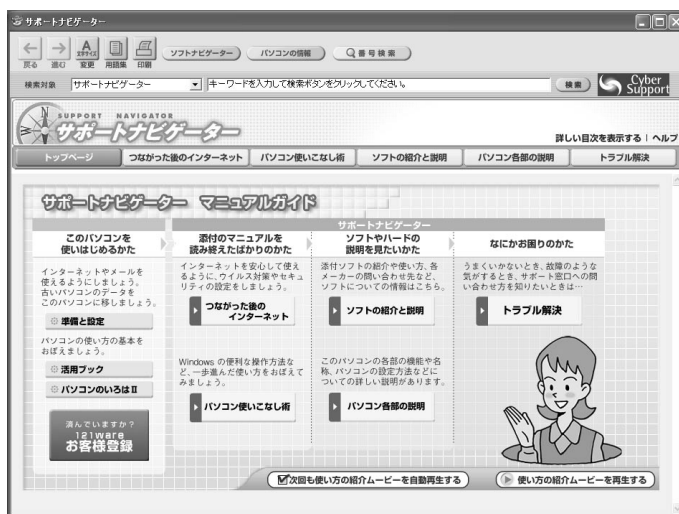 サポートナビゲーター
戻る 進む 変更 用語集 印刷
A 文字サイズ
ソフトナビゲーター パソコンの情報 番号検索
検索対象 サポートナビゲーター キーワードを入力して検索ボタンをクリックしてください。 検索 Cyber Support
SUPPORT NAVIGATOR
サポートナビゲーター
詳しい目次を表示する | ヘルプ
トップページ つながった後のインターネット パソコン使いこなし術 ソフトの紹介と説明 パソコン各部の説明 トラブル解決
サポートナビゲーター マニュアルガイド
サポートナビゲーター
このパソコンを
使いはじめるかた
インターネットやメールを
使えるようにしましょう。
古いパソコンのデータを
このパソコンに移しましょう。
準備と設定
パソコンの使い方の基本を
おぼえましょう。
活用ブック
パソコンのいろはⅡ
済んでいますか?
121ware
お客様登録
添付のマニュアルを
読み終えたばかりのかた
インターネットを安心して使え
るように、ウイルス対策やセキュ
リティの設定をしましょう。
つながった後の
インターネット
Windows の便利な操作方法な
ど、一歩進んだ使い方をおぼえて
みましょう。
パソコン使いこなし術
ソフトやハードの
説明を見たいかた
添付ソフトの紹介や使い方、各
メーカーの問い合わせ先など、
ソフトについての情報はこちら。
ソフトの紹介と説明
このパソコンの各部の機能や名
称、パソコンの設定方法などに
ついての詳しい説明があります。
パソコン各部の説明
なにかお困りのかた
うまくいかないとき、故障のような
気がするとき、サポート窓口への問
い合わせ方を知りたいときは…
トラブル解決
次回も使い方の紹介ムービーを自動再生する 使い方の紹介ムービーを再生する